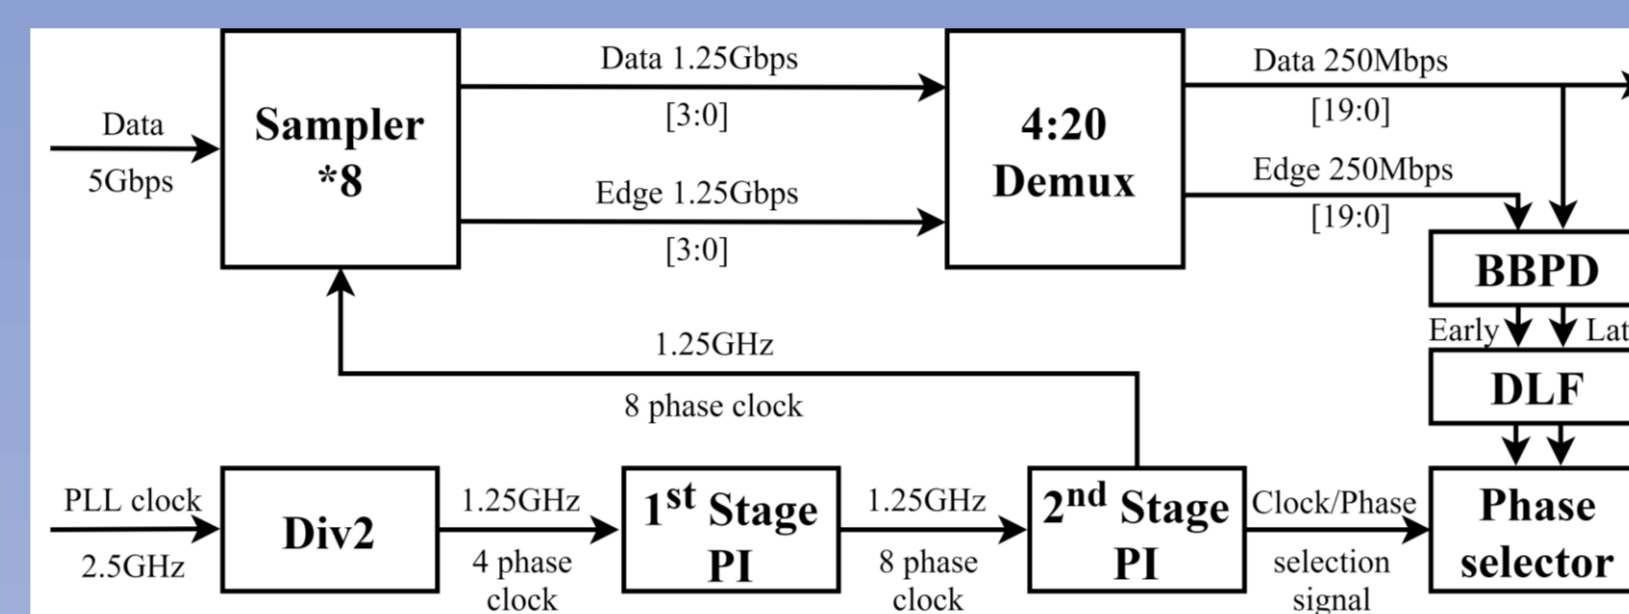 Data
5Gbps
Sampler
*8
Data 1.25Gbps
[3:0]
Edge 1.25Gbps
[3:0]
4:20
Demux
Data 250Mbps
[19:0]
Edge 250Mbps
[19:0]
BBPD
Early
DLF
1.25GHz
8 phase clock
PLL clock
2.5GHz
Div2
1.25GHz
4 phase
clock
1st Stage
PI
1.25GHz
8 phase
clock
2nd Stage
PI
Clock/Phase
selection
signal
Phase
selector